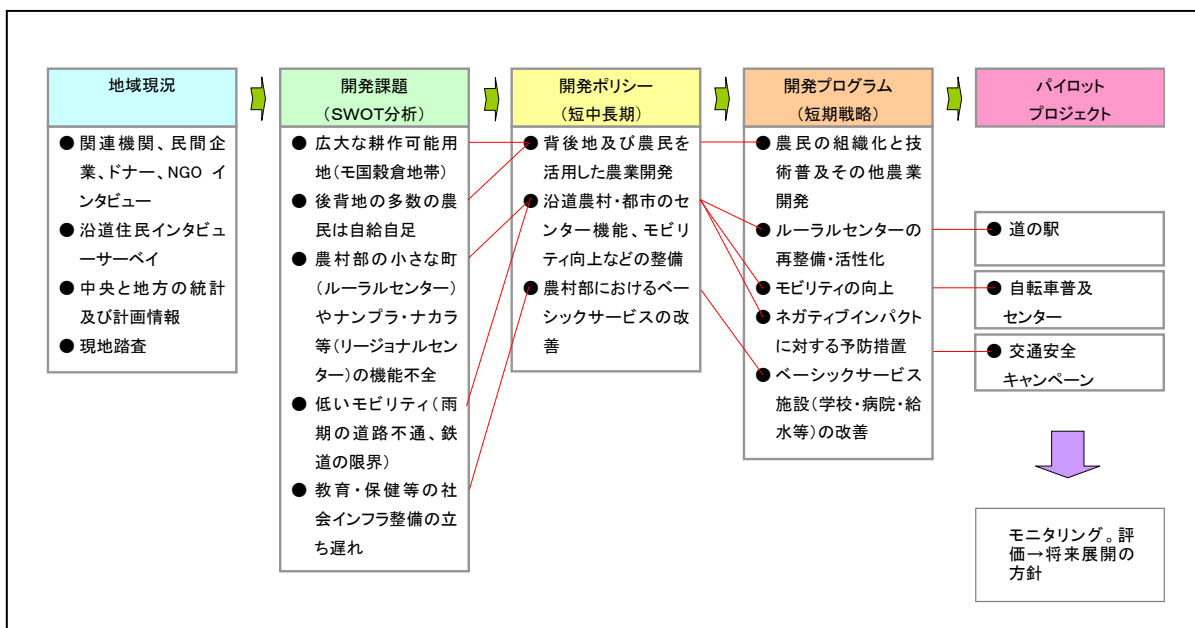 地域現況
● 関連機関、民間企
業、ドナー、NGO イ
ンタビュー
● 沿道住民インタビュ
ーサーベイ
● 中央と地方の統計
及び計画情報
● 現地踏査
開発課題
（SWOT分析）
● 広大な耕作可能用
地（モ国穀倉地帯）
● 後背地の多数の農
民は自給自足
● 農村部の小さな町
（ルーラルセンター）
やナンプラ・ナカラ
等（リージョナルセン
ター）の機能不全
● 低いモビリティ（雨
期の道路不通、鉄
道の限界）
● 教育・保健等の社
会インフラ整備の立
ち遅れ
開発ポリシー
（短中長期）
● 背後地及び農民を
活用した農業開発
● 沿道農村・都市のセ
ンター機能、モビリ
ティ向上などの整備
● 農村部におけるベー
シックサービスの改
善
開発プログラム
（短期戦略）
● 農民の組織化と技
術普及その他農業
開発
● ルーラルセンターの
再整備・活性化
● モビリティの向上
● ネガティブインパクト
に対する予防措置
● ベーシックサービス
施設（学校・病院・給
水等）の改善
パイロット
プロジェクト
● 道の駅
● 自転車普及
センター
● 交通安全
キャンペーン
モニタリング。評
価→将来展開の
方針